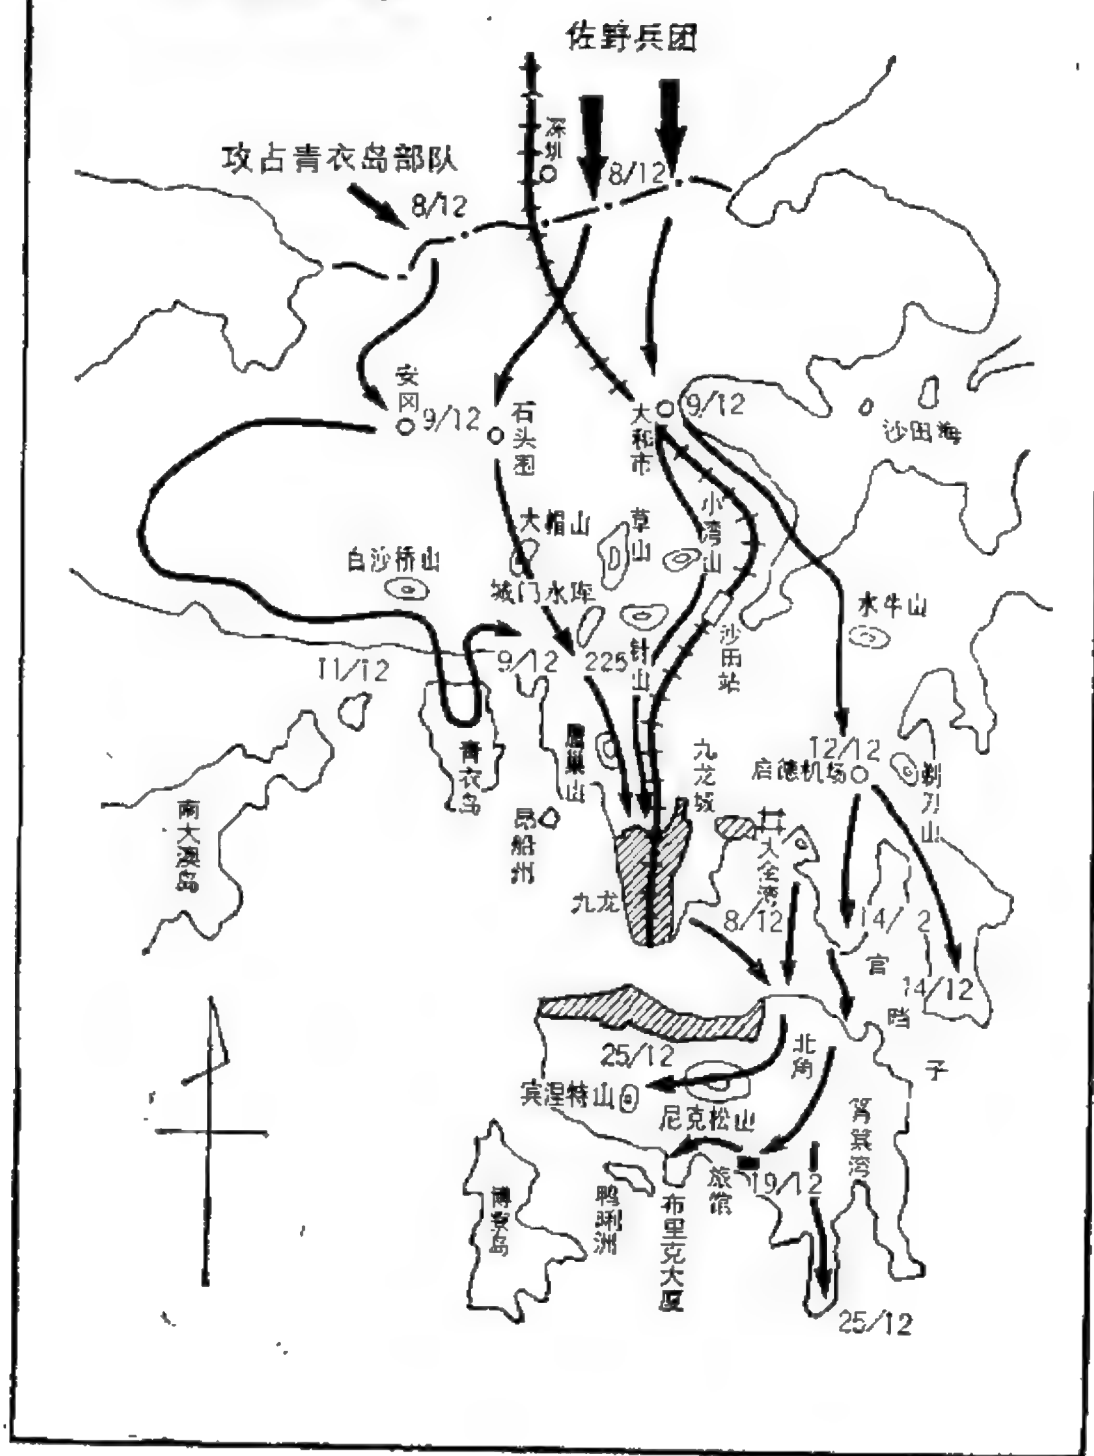 佐野兵团
深圳
8/12
攻占青衣岛部队
8/12
安冈
9/12
石头围
大和市
9/12
沙田海
大帽山
草山
小湾山
白沙桥山
城门水库
水牛山
11/12
9/12
225
针山
沙田站
青衣岛
鹰巢山
九龙城
12/12
启德机场
剃刀山
南大澳岛
昂船州
九龙
大全湾
8/12
14/ 2
官
14/12
塘
子
25/12
北角
宾涅特山
尼克松山
筲箕湾
旅馆
19/12
鸭脷洲
布里克大厦
25/12